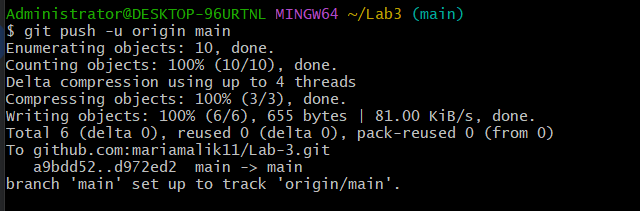 Administrator@DESKTOP-96URTNL MINGW64 ~/Lab3 (main)
$ git push -u origin main
Enumerating objects: 10, done.
Counting objects: 100% (10/10), done.
Delta compression using up to 4 threads
Compressing objects: 100% (3/3), done.
Writing objects: 100% (6/6), 655 bytes | 81.00 KiB/s, done.
Total 6 (delta 0), reused 0 (delta 0), pack-reused 0 (from 0)
To github.com:mariamalik11/Lab-3.git
   a9bdd52..d972ed2  main -> main
branch 'main' set up to track 'origin/main'.